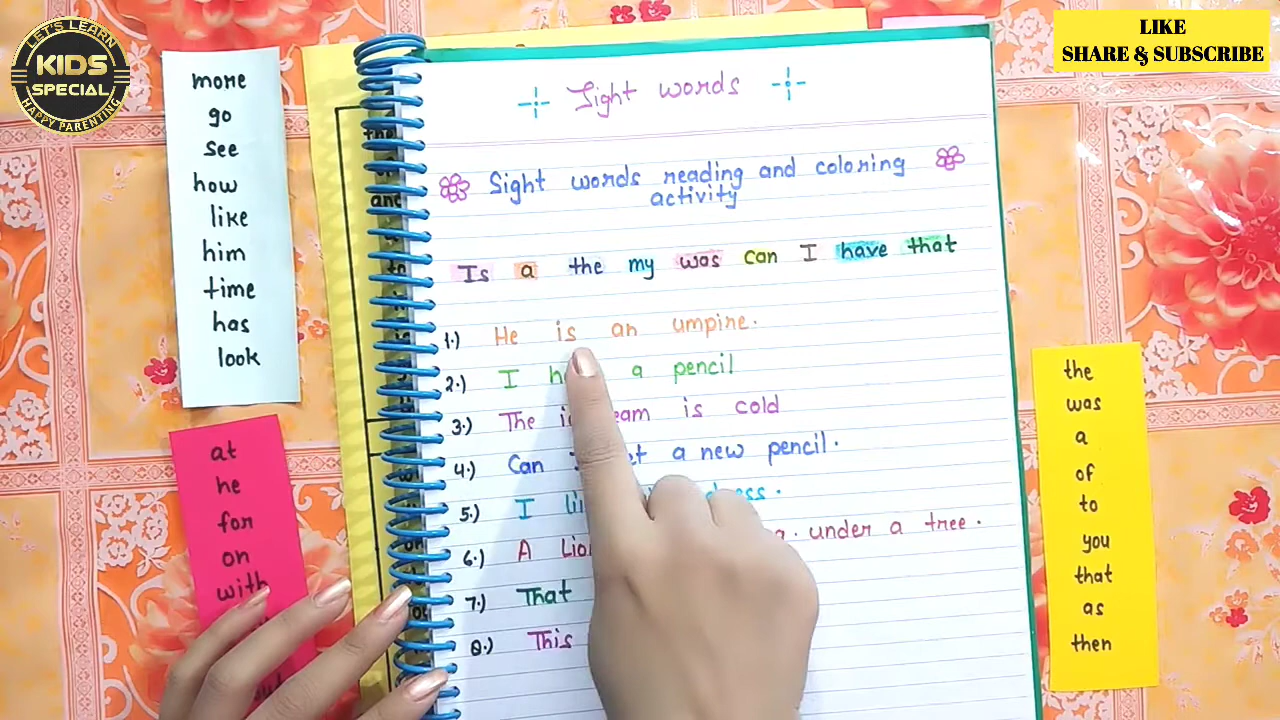 LET'S LEARN
KIDS
SPECIAL
HAPPY PARENTING
LIKE
SHARE & SUBSCRIBE
more
go
see
how
like
him
time
has
look
at
he
for
on
with
Sight words
Sight words reading and coloring
activity
Is a the my was can I have that
1.) He is an umpire.
2.) I a pencil
3.) The is cold
4.) Can a new pencil.
5.) I dress.
6.) A Lion under a tree.
7.) That
8.) This
the
was
a
of
to
you
that
as
then